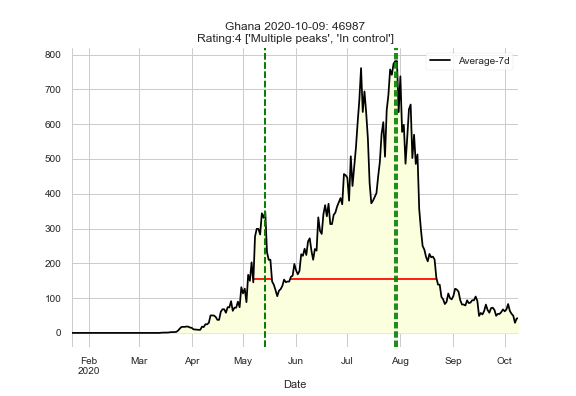 Ghana 2020-10-09: 46987
Rating:4 ['Multiple peaks', 'In control']
Average-7d
800
700
600
500
400
300
200
100
0
Feb
2020
Mar
Apr
May
Jun
Jul
Aug
Sep
Oct
Date